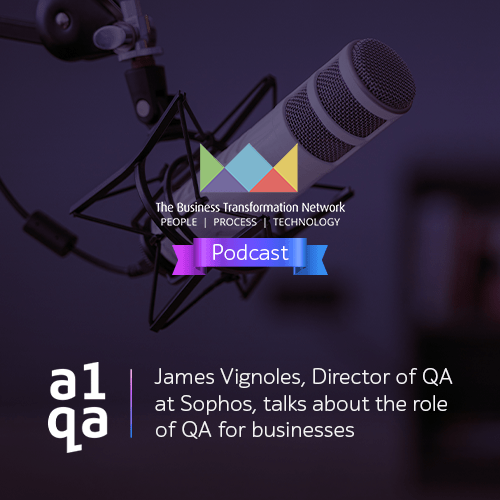 The Business Transformation Network
PEOPLE | PROCESS | TECHNOLOGY
Podcast
a1
qa
James Vignoles, Director of QA
at Sophos, talks about the role
of QA for businesses